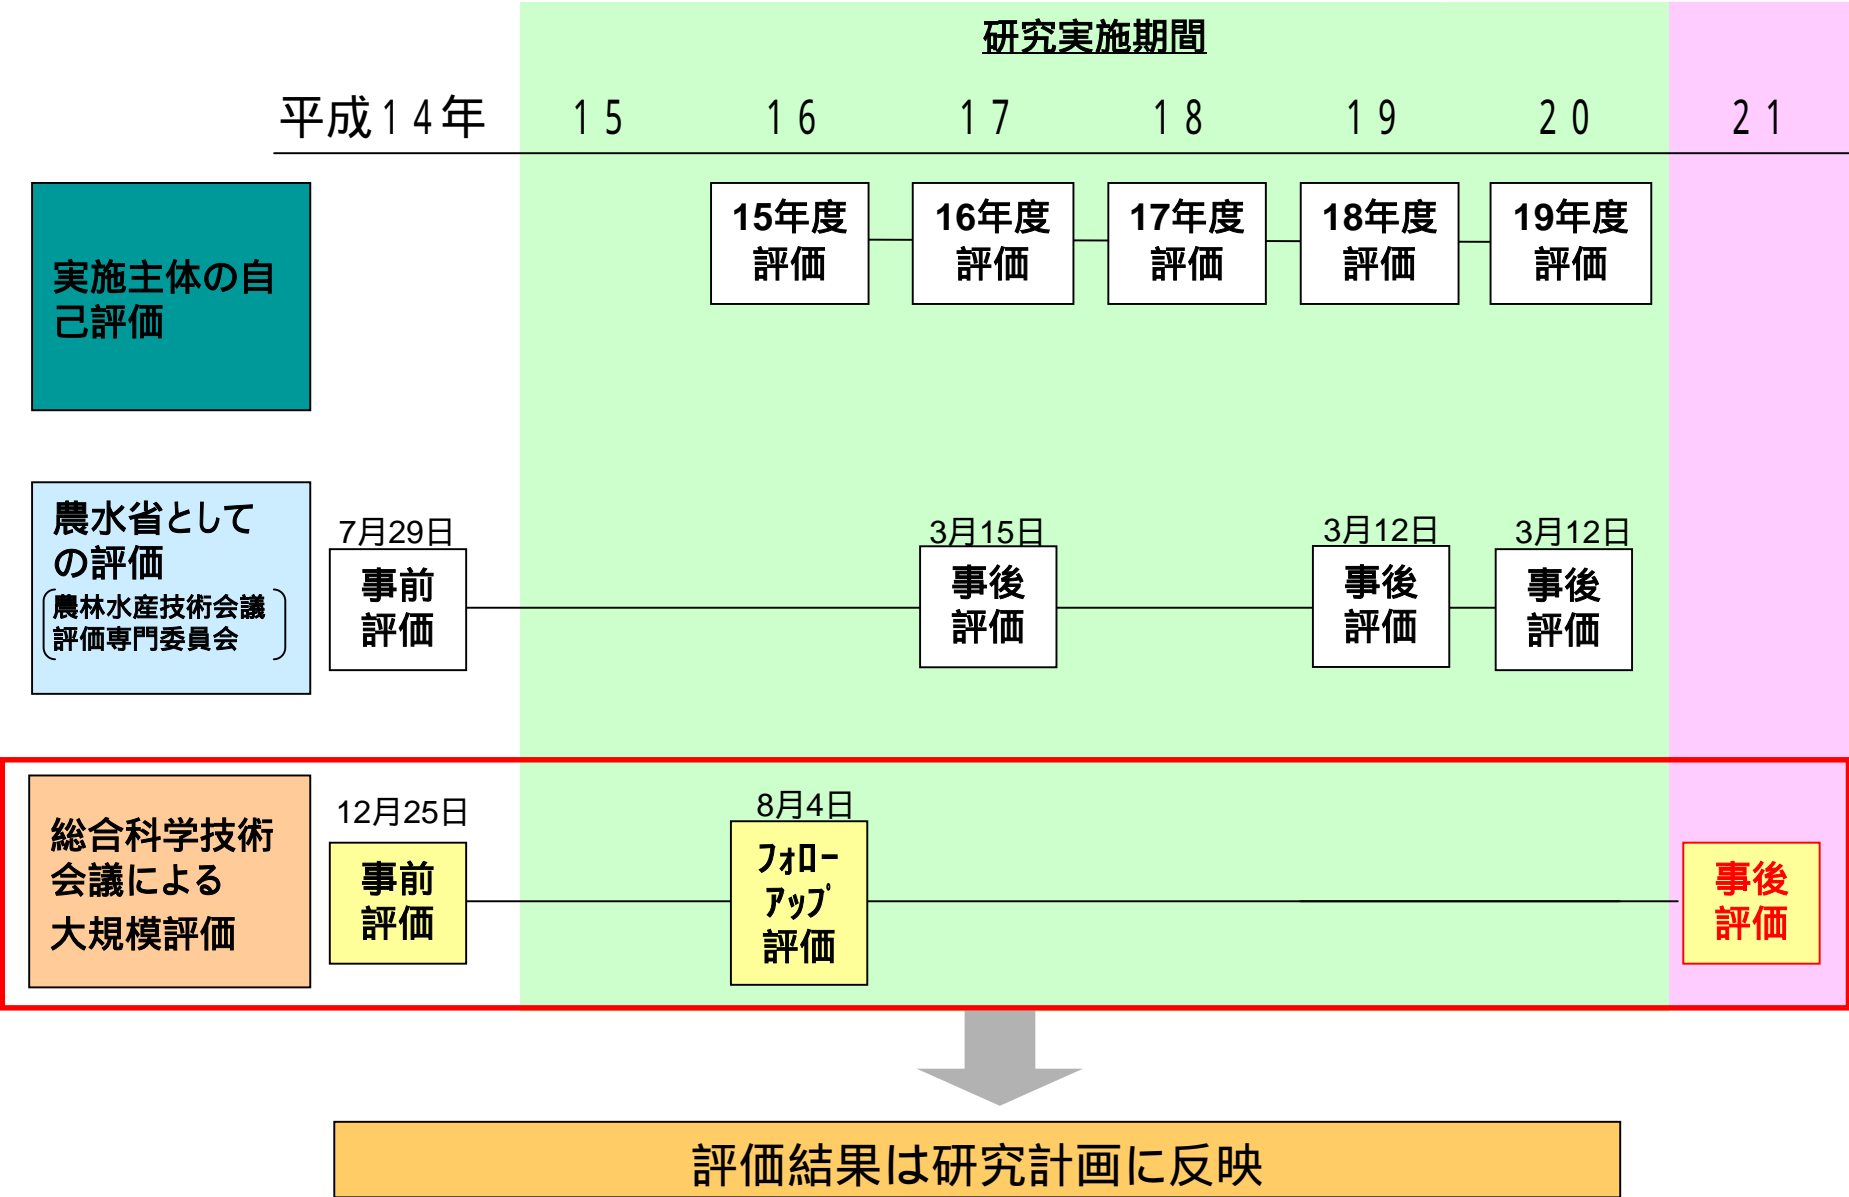 研究実施期間
平成14年 15 16 17 18 19 20 21
実施主体の自
己評価
15年度
評価
16年度
評価
17年度
評価
18年度
評価
19年度
評価
農水省として
の評価
農林水産技術会議
評価専門委員会
7月29日
事前
評価
3月15日
事後
評価
3月12日
事後
評価
3月12日
事後
評価
総合科学技術
会議による
大規模評価
12月25日
事前
評価
8月4日
フォロー
アップ
評価
事後
評価
評価結果は研究計画に反映